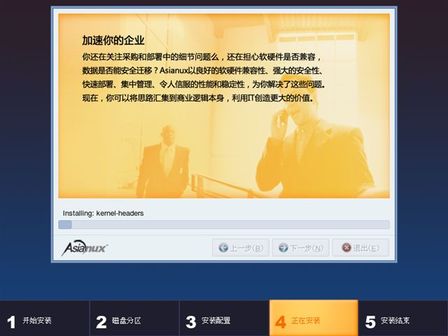 加速你的企业
你还在关注采购和部署中的细节问题么，还在担心软硬件是否兼容，
数据是否能安全迁移？Asianux以良好的软硬件兼容性、强大的安全性、
快速部署、集中管理、令人信服的性能和稳定性，为你解决了这些问题。
现在，你可以将思路汇集到商业逻辑本身，利用IT创造更大的价值。
Installing: kernel-headers
Asianux
上一步(B)
下一步(N)
退出(E)
1 开始安装
2 磁盘分区
3 安装配置
4 正在安装
5 安装结束